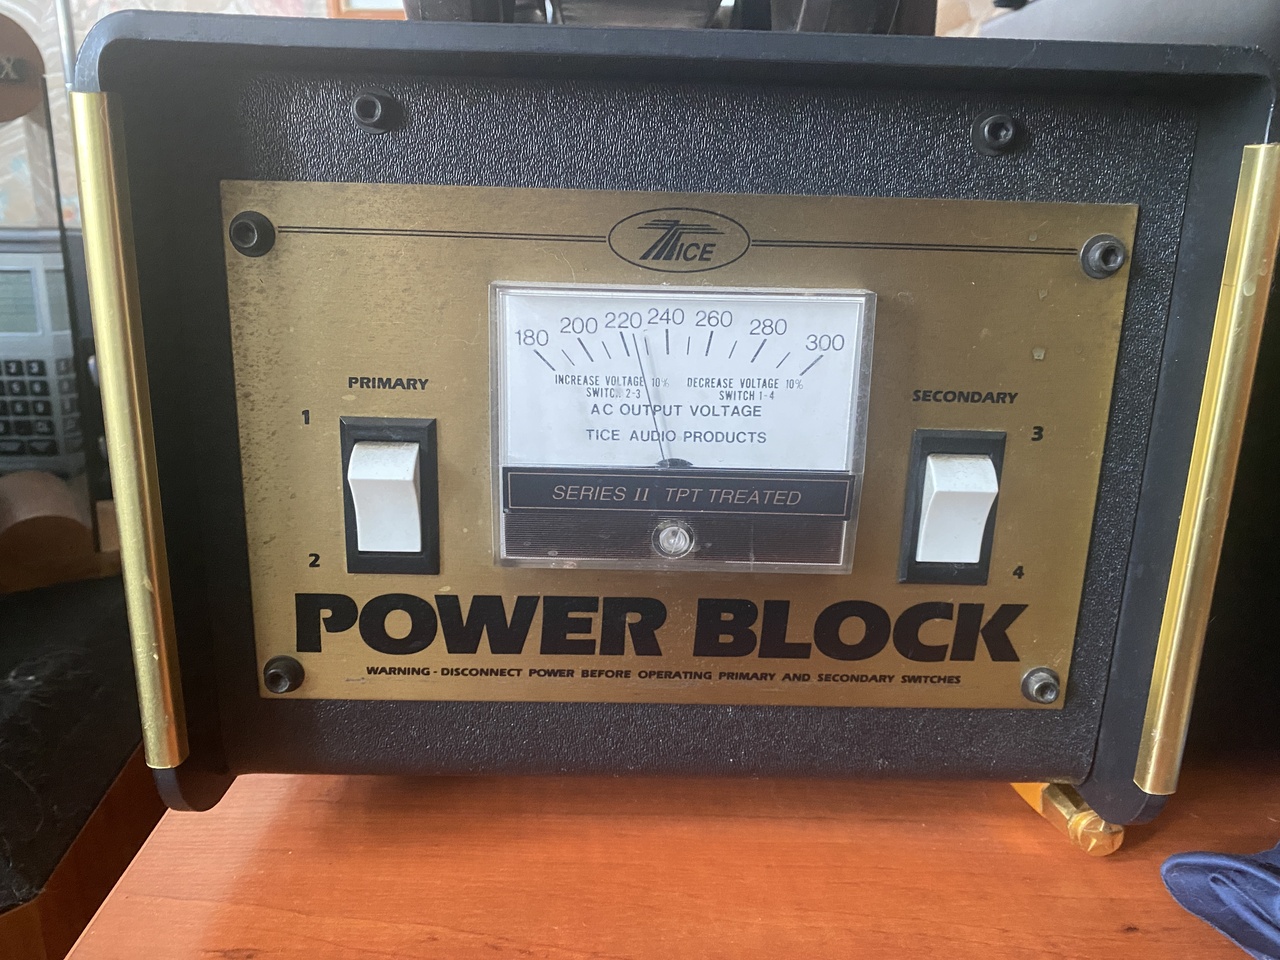 X
TICE
180 200 220 240 260 280 300
INCREASE VOLTAGE 10% DECREASE VOLTAGE 10%
2-3 SWITCH 1-4
AC OUTPUT VOLTAGE
TICE AUDIO PRODUCTS
SERIES II TPT TREATED
PRIMARY
1
2
SECONDARY
3
4
POWER BLOCK
WARNING - DISCONNECT POWER BEFORE OPERATING PRIMARY AND SECONDARY SWITCHES